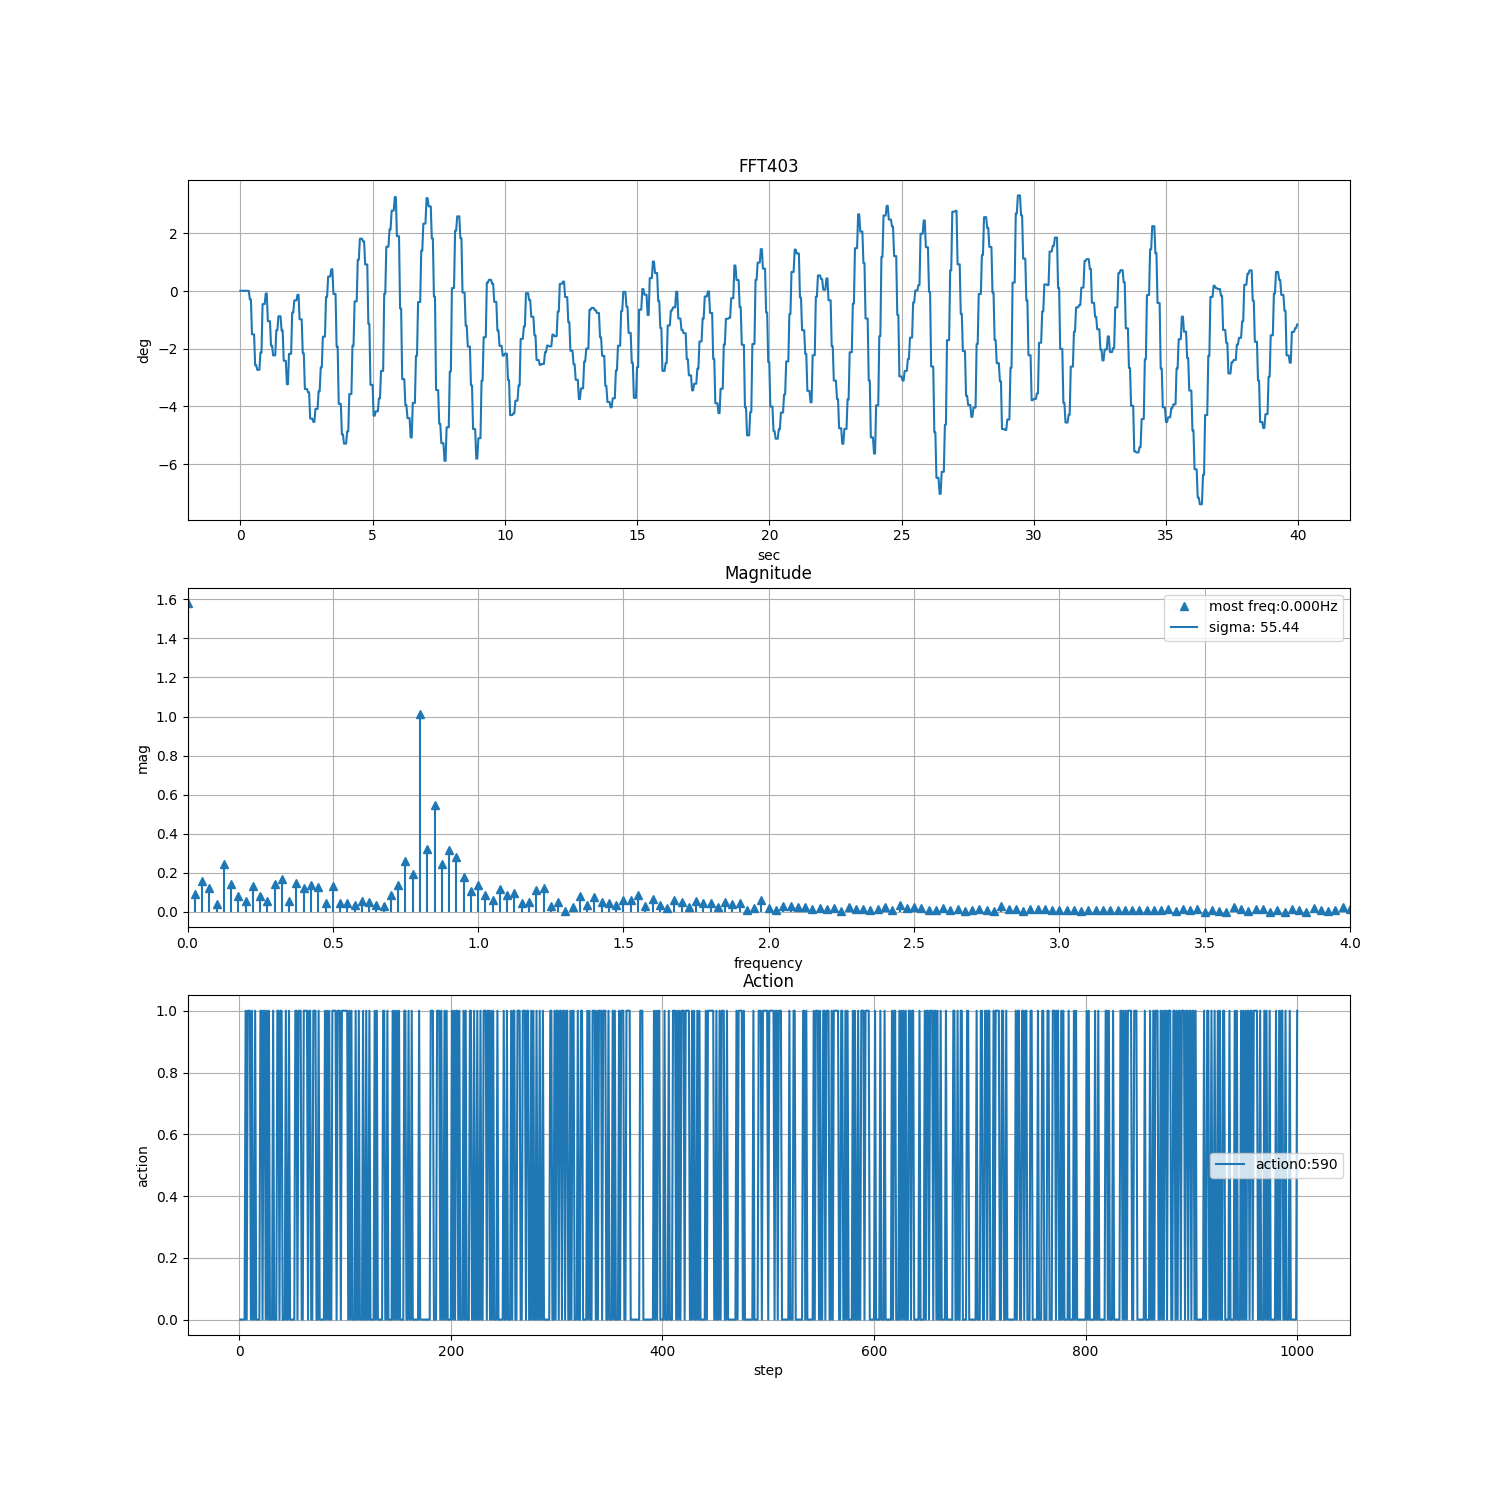 FFT403
deg
2
0
−2
−4
−6
0 5 10 15 20 25 30 35 40
sec
Magnitude
mag
1.6
1.4
1.2
1.0
0.8
0.6
0.4
0.2
0.0
most freq:0.000Hz
sigma: 55.44
0.0 0.5 1.0 1.5 2.0 2.5 3.0 3.5 4.0
frequency
Action
action
1.0
0.8
0.6
0.4
0.2
0.0
action0:590
0 200 400 600 800 1000
step